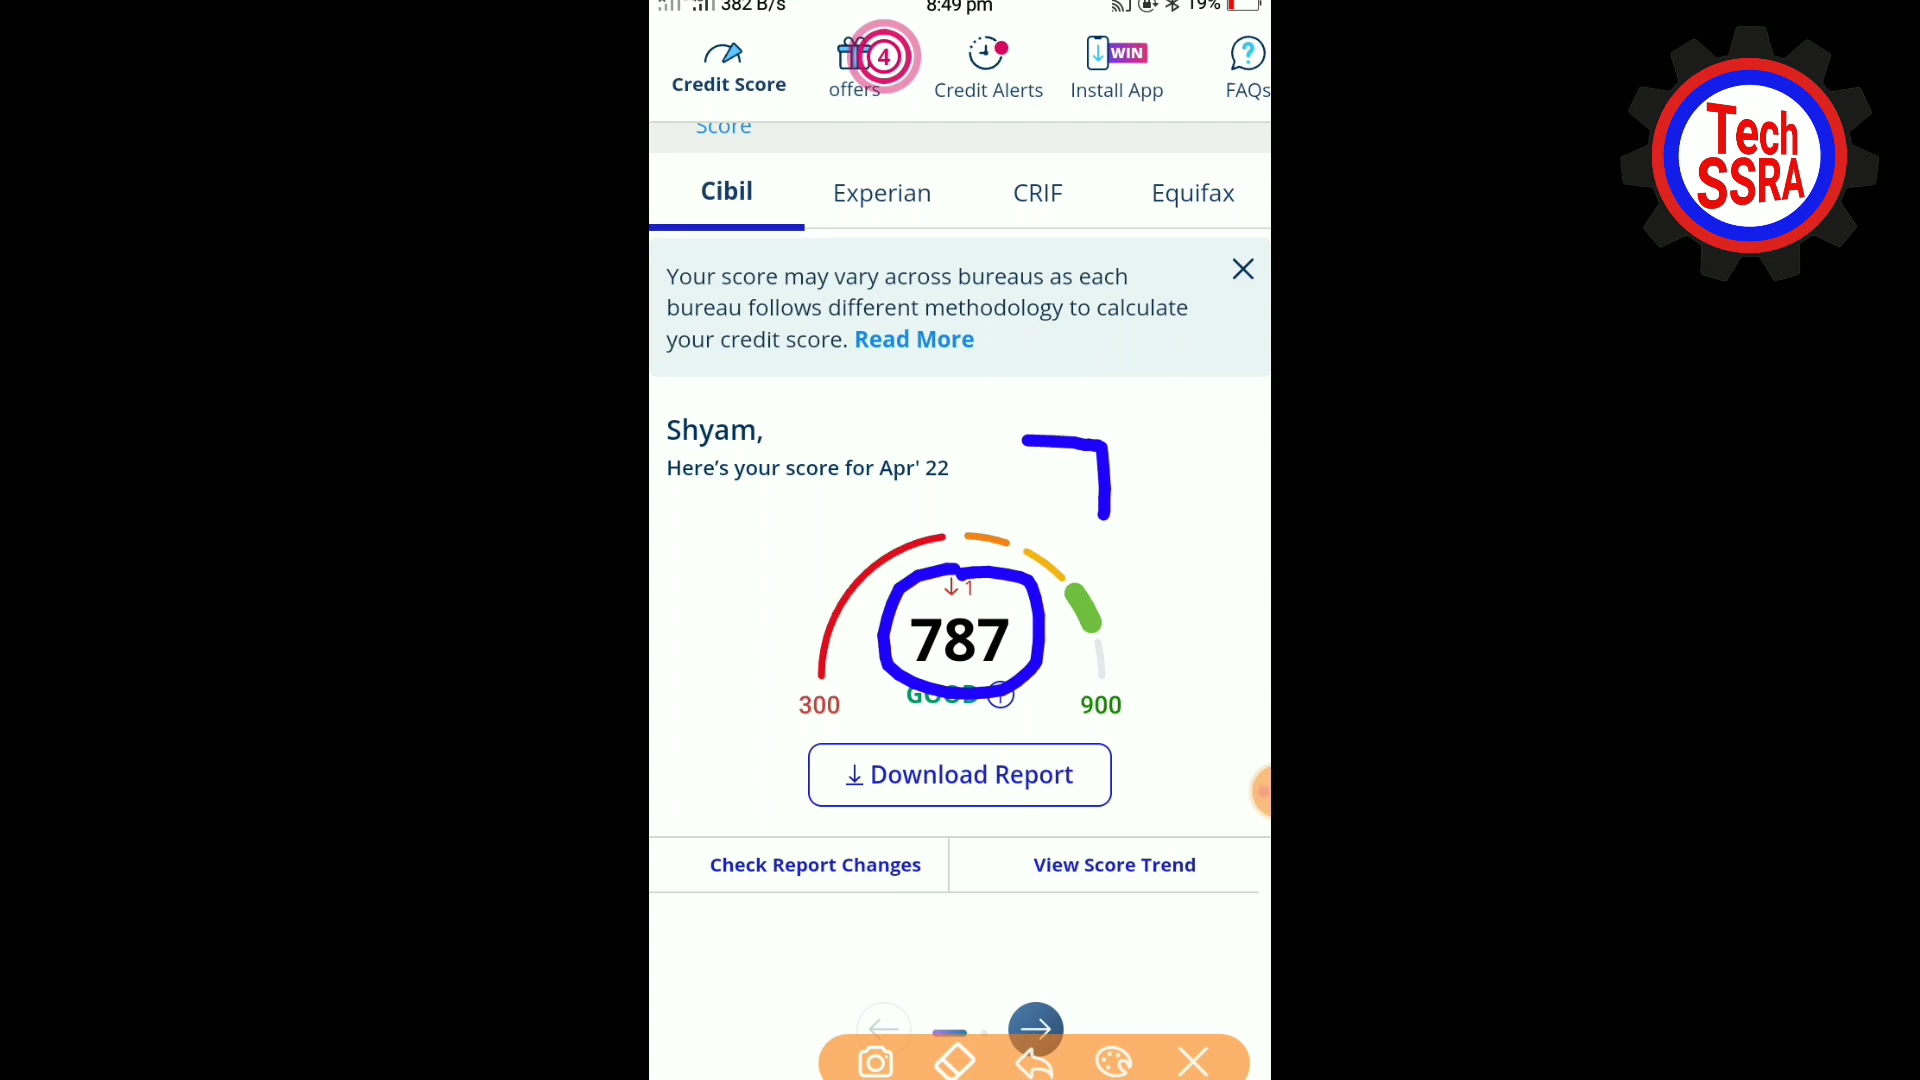 382 B/s 8:49 pm 19%
4 WIN
Credit Score offers Credit Alerts Install App FAQs
Score
Cibil Experian CRIF Equifax
Your score may vary across bureaus as each
bureau follows different methodology to calculate
your credit score. Read More
Shyam,
Here's your score for Apr' 22
1
787
GOOD
300 900
Download Report
Check Report Changes View Score Trend
Tech
SSRA